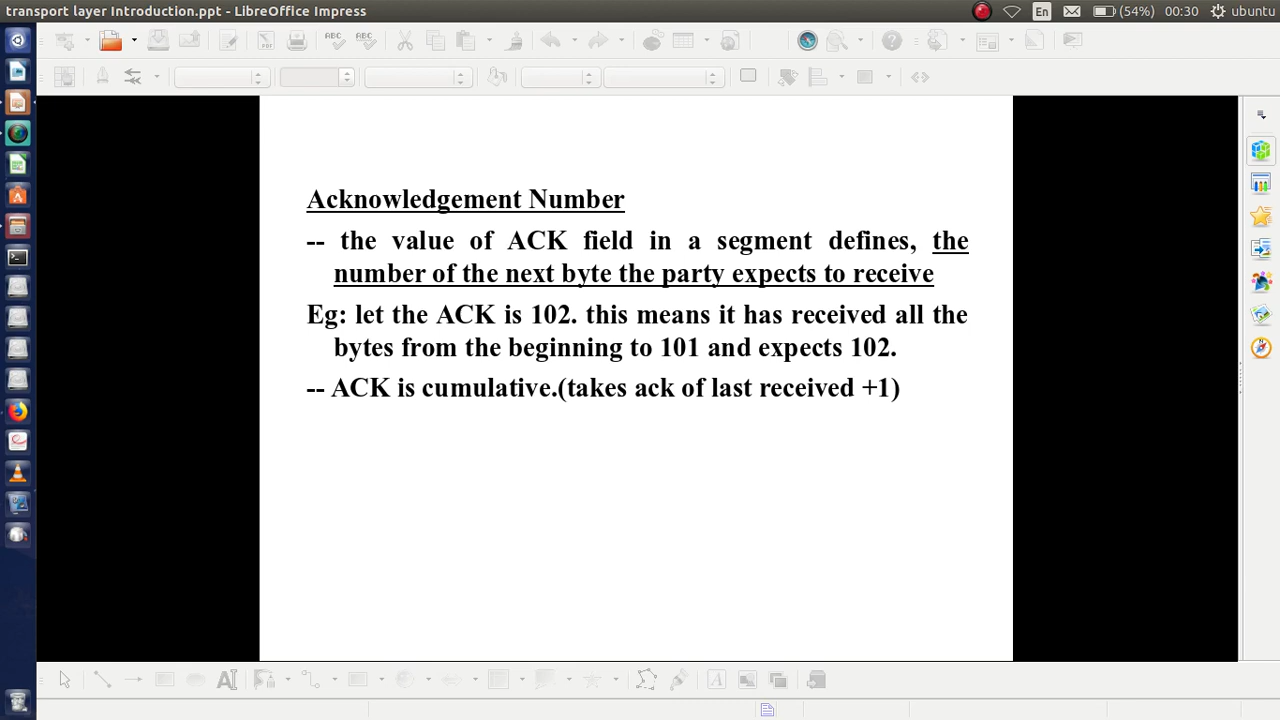 transport layer Introduction.ppt - LibreOffice Impress
En
(54%)
00:30
ubuntu
Acknowledgement Number
-- the value of ACK field in a segment defines, the
number of the next byte the party expects to receive
Eg: let the ACK is 102. this means it has received all the
bytes from the beginning to 101 and expects 102.
-- ACK is cumulative.(takes ack of last received +1)